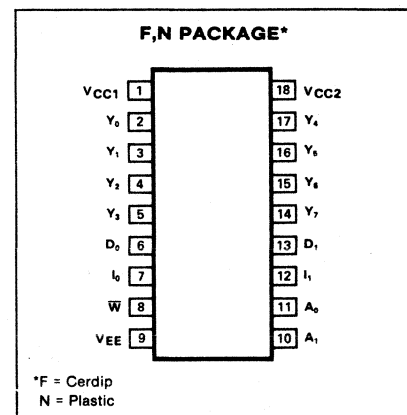 F,N PACKAGE*
VCC1 1 18 VCC2
Y₀ 2 17 Y₄
Y₁ 3 16 Y₅
Y₂ 4 15 Y₆
Y₃ 5 14 Y₇
D₀ 6 13 D₁
I₀ 7 12 I₁
W̅ 8 11 A₀
VEE 9 10 A₁
*F = Cerdip
N = Plastic